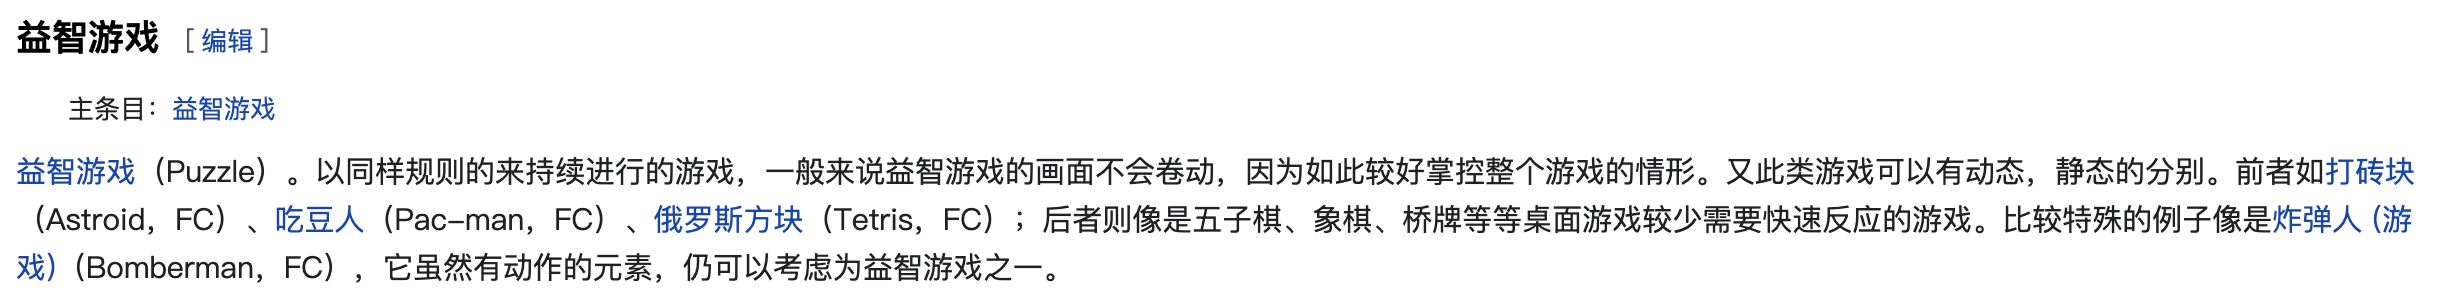 益智游戏 [编辑]
主条目：益智游戏
益智游戏（Puzzle）。以同样规则的来持续进行的游戏，一般来说益智游戏的画面不会卷动，因为如此较好掌控整个游戏的情形。又此类游戏可以有动态，静态的分别。前者如打砖块
（Astroid，FC）、吃豆人（Pac-man，FC）、俄罗斯方块（Tetris，FC）；后者则像是五子棋、象棋、桥牌等等桌面游戏较少需要快速反应的游戏。比较特殊的例子像是炸弹人 (游
戏)（Bomberman，FC），它虽然有动作的元素，仍可以考虑为益智游戏之一。